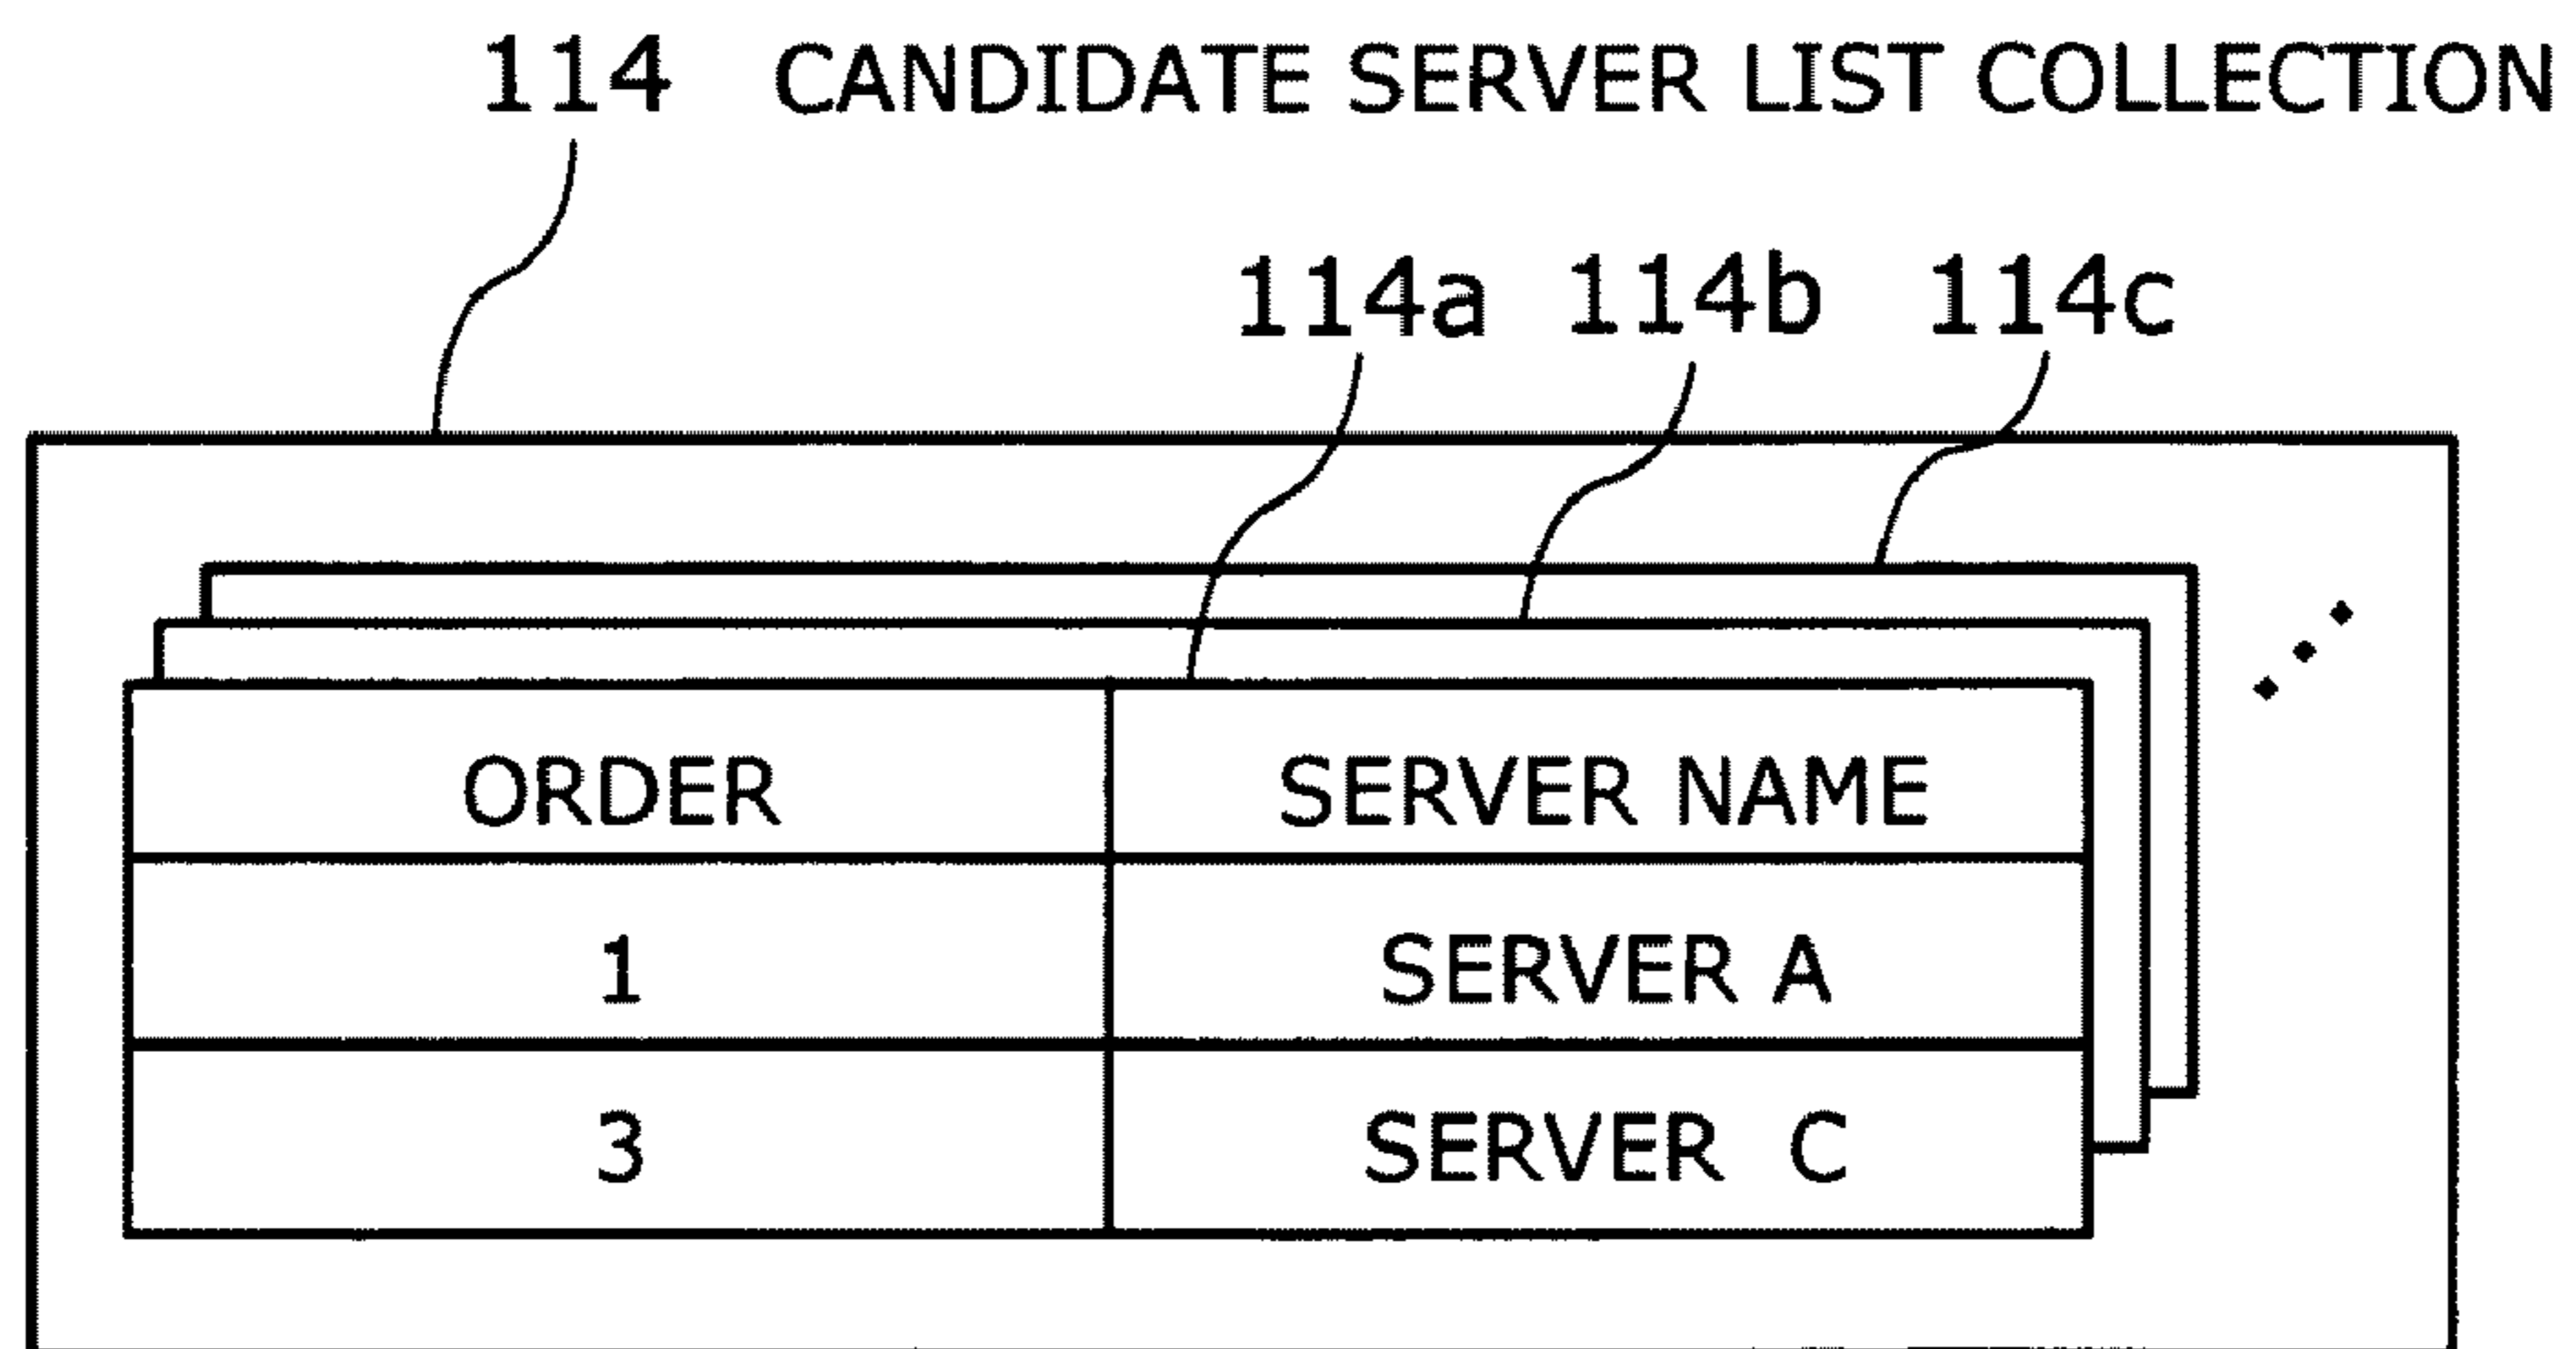 114 CANDIDATE SERVER LIST COLLECTION
114a 114b 114c
ORDER SERVER NAME
1 SERVER A
3 SERVER C